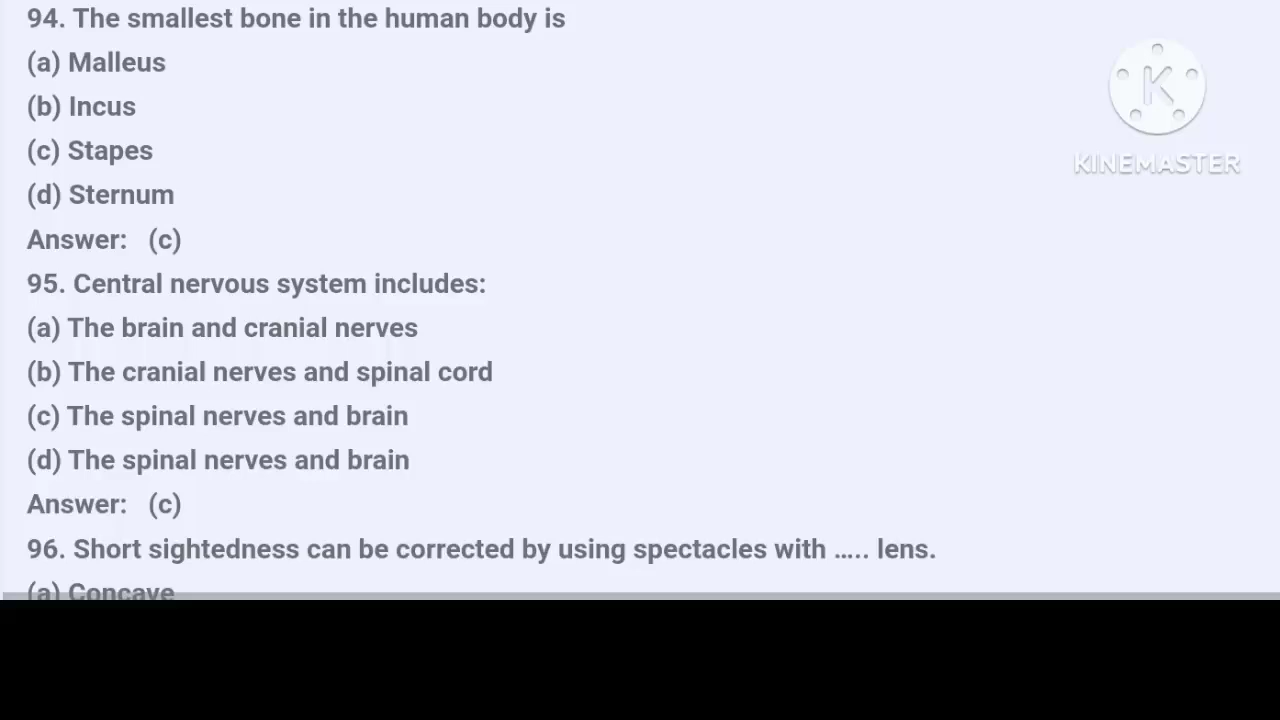 94. The smallest bone in the human body is
(a) Malleus
(b) Incus
(c) Stapes
(d) Sternum
Answer: (c)
95. Central nervous system includes:
(a) The brain and cranial nerves
(b) The cranial nerves and spinal cord
(c) The spinal nerves and brain
(d) The spinal nerves and brain
Answer: (c)
96. Short sightedness can be corrected by using spectacles with ..... lens.
(a) Concave
K
KINEMASTER